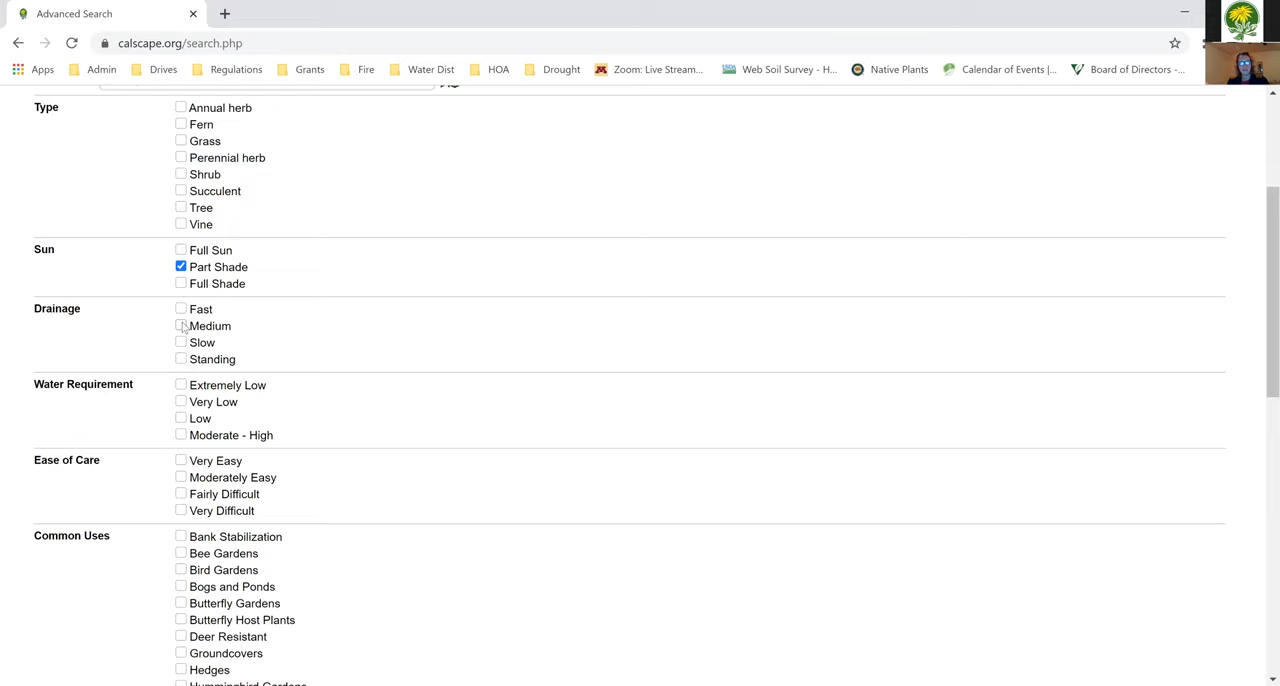 Advanced Search
calscape.org/search.php
Apps Admin Drives Regulations Grants Fire Water Dist HOA Drought Zoom: Live Stream... Web Soil Survey - H... Native Plants Calendar of Events |... Board of Directors -...
Type
Annual herb
Fern
Grass
Perennial herb
Shrub
Succulent
Tree
Vine
Sun
Full Sun
Part Shade
Full Shade
Drainage
Fast
Medium
Slow
Standing
Water Requirement
Extremely Low
Very Low
Low
Moderate - High
Ease of Care
Very Easy
Moderately Easy
Fairly Difficult
Very Difficult
Common Uses
Bank Stabilization
Bee Gardens
Bird Gardens
Bogs and Ponds
Butterfly Gardens
Butterfly Host Plants
Deer Resistant
Groundcovers
Hedges
Hummingbird Gardens